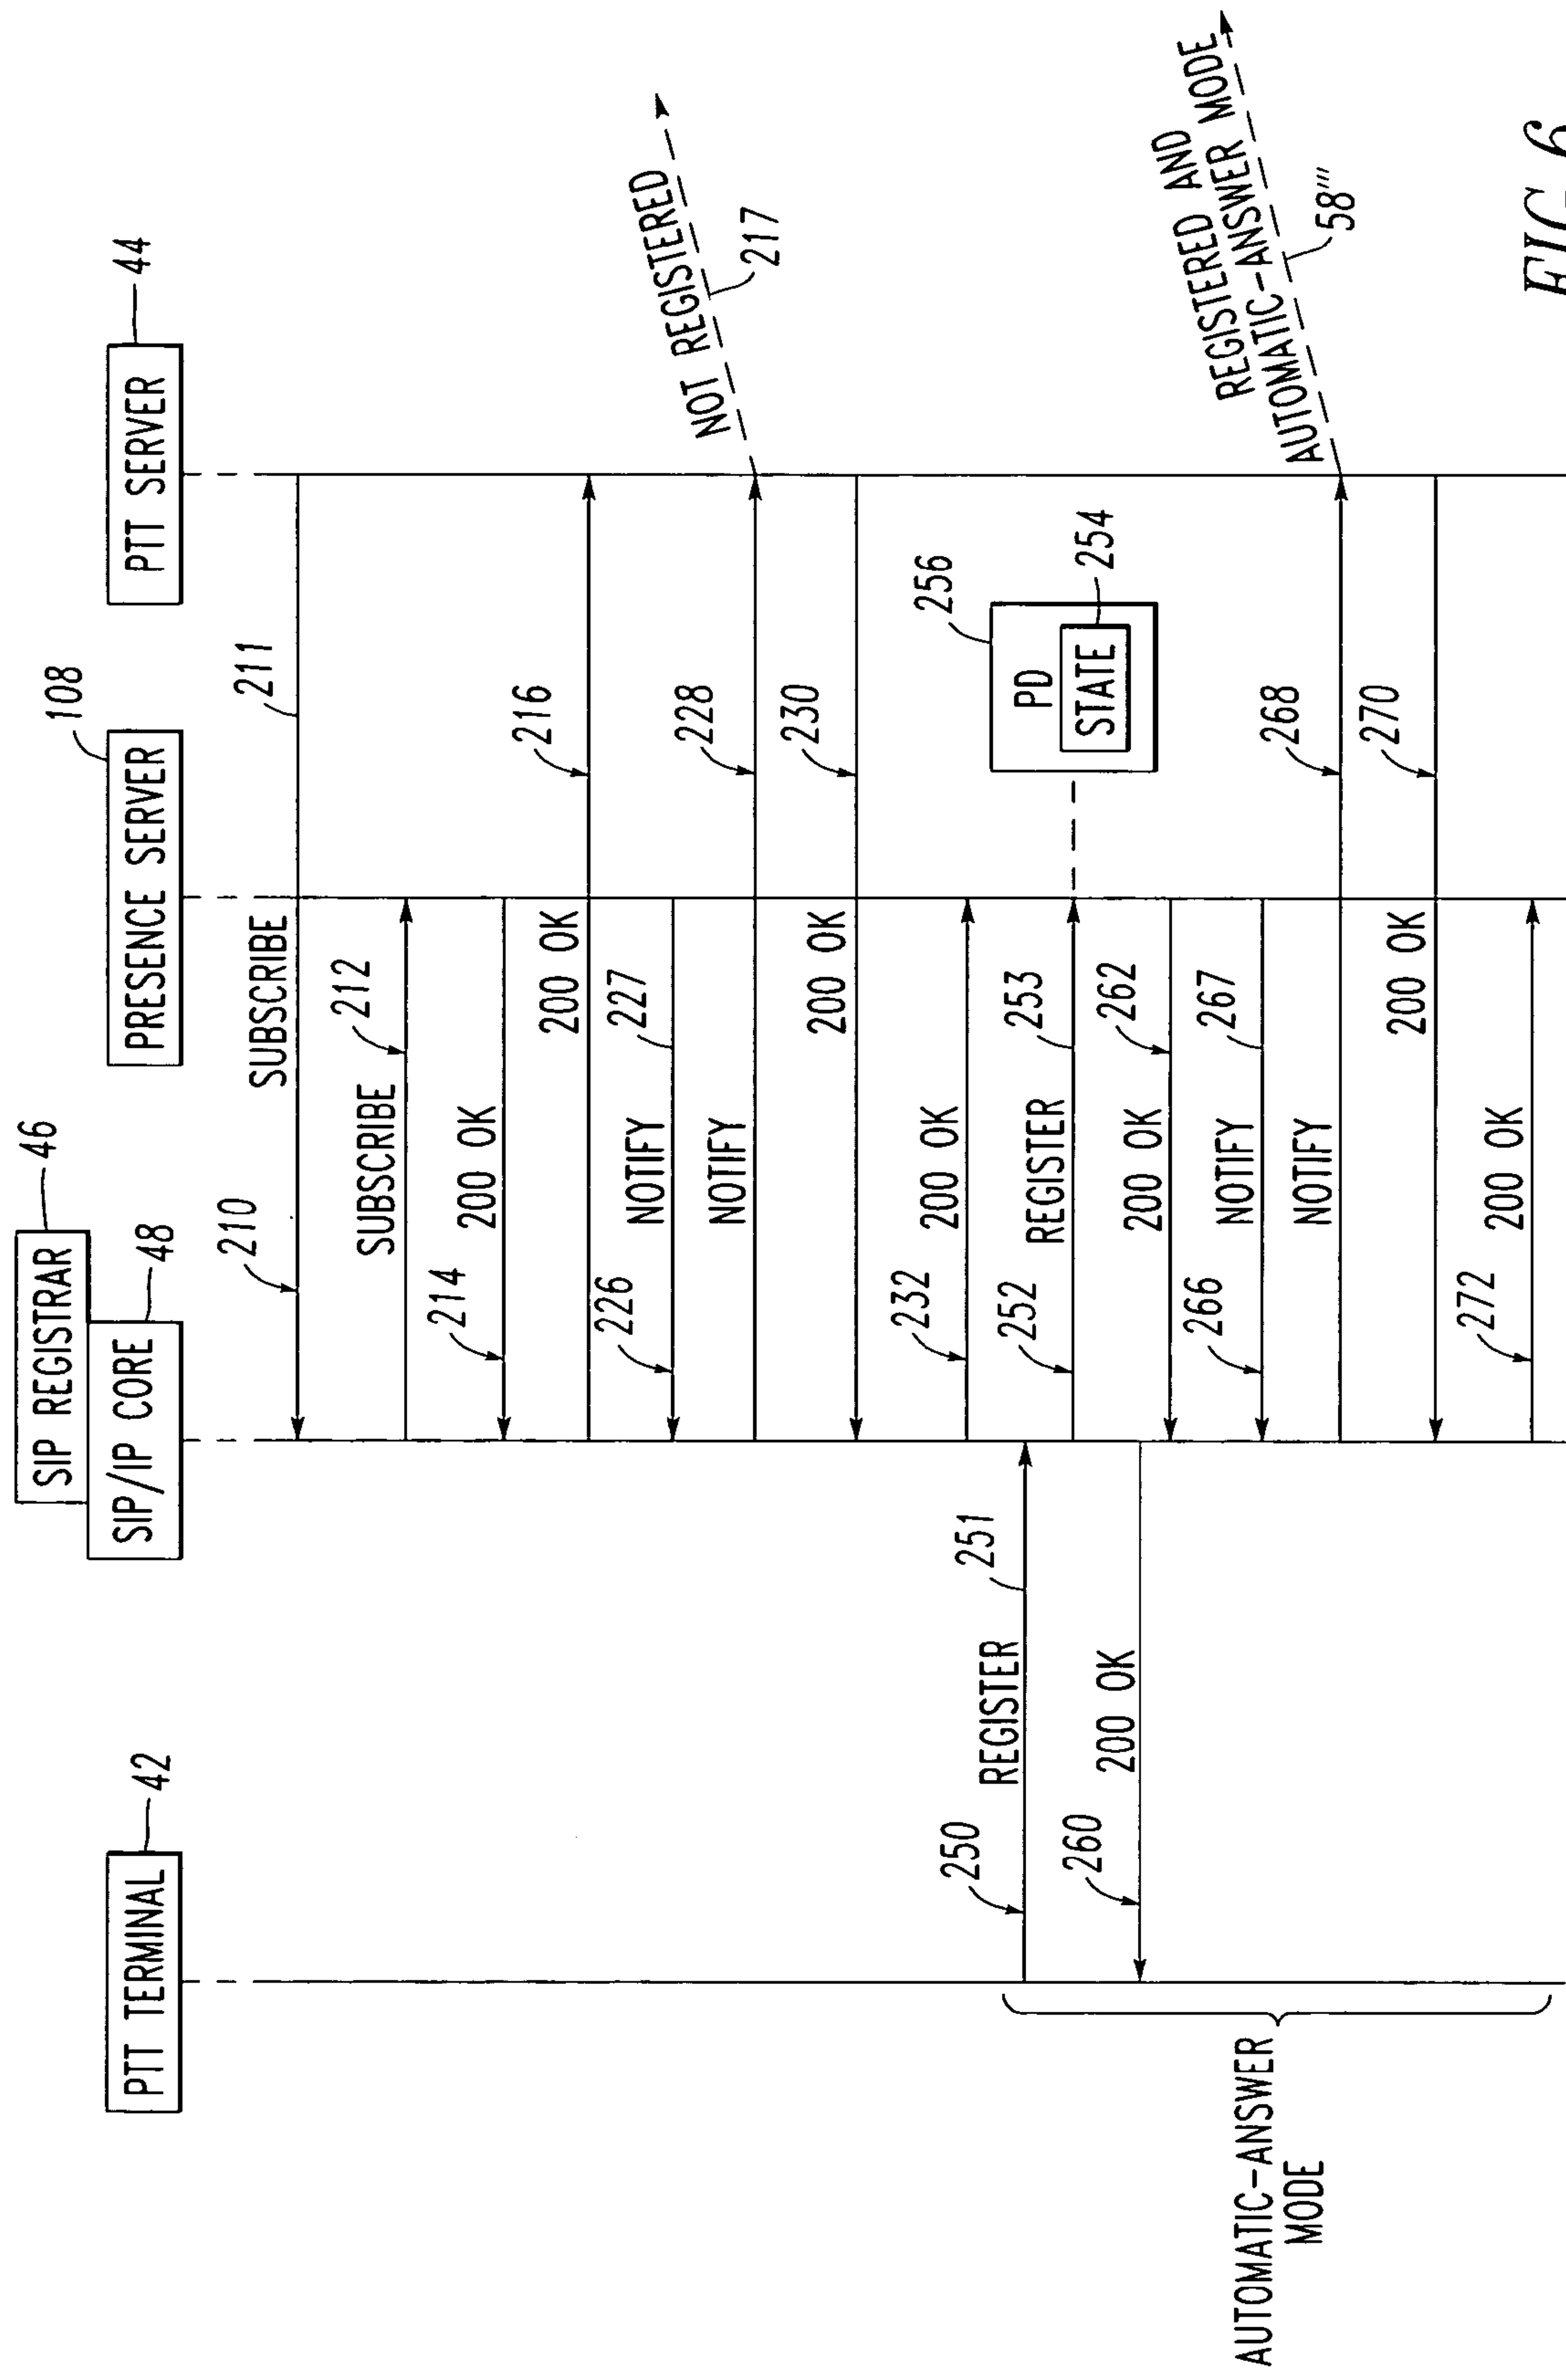 SIP REGISTRAR
46
SIP/IP CORE
48
PTT TERMINAL
42
PRESENCE SERVER
108
PTT SERVER
44
210
SUBSCRIBE
211
SUBSCRIBE
212
214
200 OK
200 OK
216
226
NOTIFY
227
NOTIFY
228
NOT REGISTERED
217
200 OK
230
232
200 OK
250
REGISTER
251
252
REGISTER
253
PD
STATE
256
254
260
200 OK
200 OK
262
266
NOTIFY
267
NOTIFY
268
REGISTERED AND
AUTOMATIC-ANSWER MODE
58'''
200 OK
270
272
200 OK
AUTOMATIC-ANSWER
MODE
FIG. 6